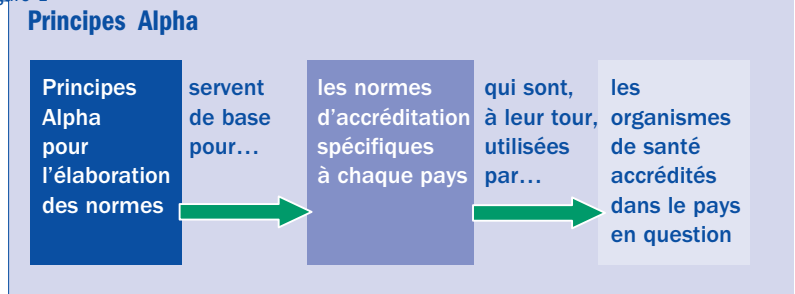 Principes Alpha
Principes
Alpha
pour
l'élaboration
des normes
servent
de base
pour…
les normes
d'accréditation
spécifiques
à chaque pays
qui sont,
à leur tour,
utilisées
par…
les
organismes
de santé
accrédités
dans le pays
en question